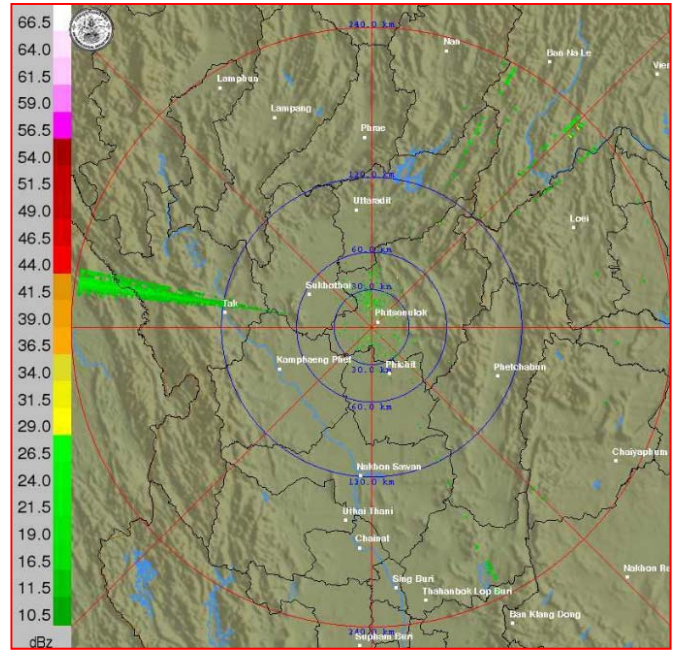 66.5
64.0
61.5
59.0
56.5
54.0
51.5
49.0
46.5
44.0
41.5
39.0
36.5
34.0
31.5
29.0
26.5
24.0
21.5
19.0
16.5
14.0
11.5
10.5
dBz
240.0 km
Nan
Ban Na Le
Vien
Lamphun
Lampang
Phrae
120.0 km
Uttaradit
Loei
60.0 km
Sukhothai
30.0 km
Tak
Phitsanulok
Kamphaeng Phet
30.0 km
Phichit
Phetchabun
60.0 km
Chaiyaphum
Nakhon Sawan
120.0 km
Uthai Thani
Chainat
Sing Buri
Thahanbok Lop Buri
Ban Klang Dong
240.0 km
Suphan Buri